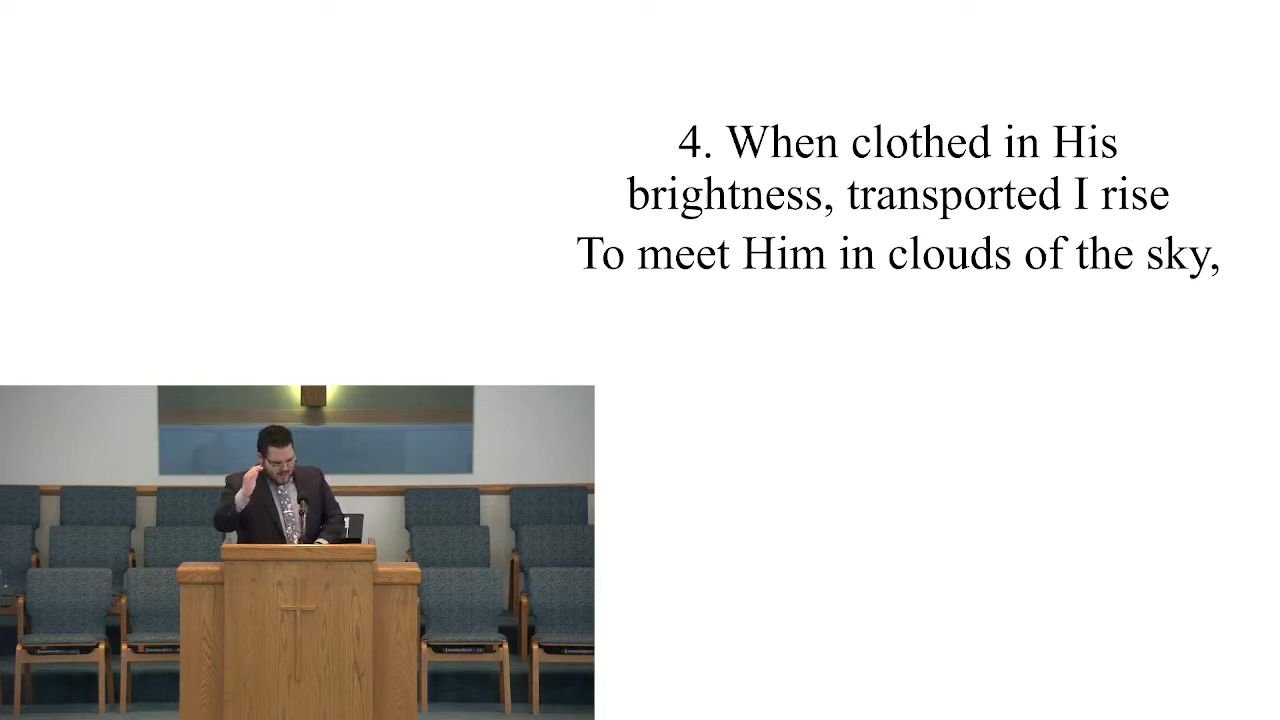 4. When clothed in His
brightness, transported I rise
To meet Him in clouds of the sky,